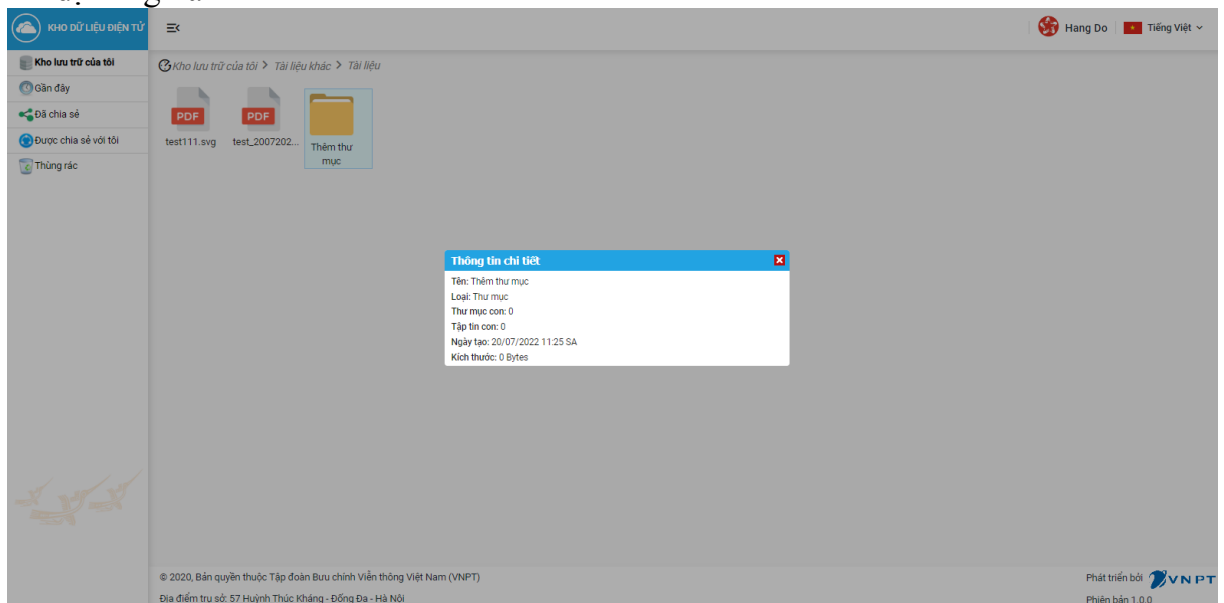 KHO DỮ LIỆU ĐIỆN TỬ
Hang Do
Tiếng Việt
Kho lưu trữ của tôi
Gần đây
Đã chia sẻ
Được chia sẻ với tôi
Thùng rác
Kho lưu trữ của tôi > Tài liệu khác > Tài liệu
PDF
PDF
test111.svg
test_2007202...
Thêm thư
mục
Thông tin chi tiết
Tên: Thêm thư mục
Loại: Thư mục
Thư mục con: 0
Tập tin con: 0
Ngày tạo: 20/07/2022 11:25 SA
Kích thước: 0 Bytes
© 2020, Bản quyền thuộc Tập đoàn Bưu chính Viễn thông Việt Nam (VNPT)
Địa điểm trụ sở: 57 Huỳnh Thúc Kháng - Đống Đa - Hà Nội
Phát triển bởi VNPT
Phiên bản 1.0.0